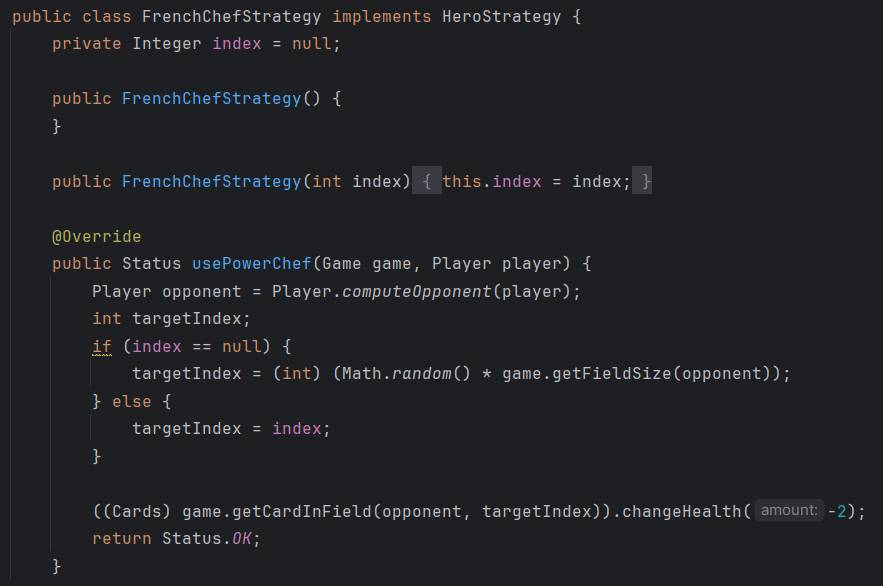 public class FrenchChefStrategy implements HeroStrategy {
private Integer index = null;
public FrenchChefStrategy() {
}
public FrenchChefStrategy(int index) { this.index = index; }
@Override
public Status usePowerChef(Game game, Player player) {
Player opponent = Player.computeOpponent(player);
int targetIndex;
if (index == null) {
targetIndex = (int) (Math.random() * game.getFieldSize(opponent));
} else {
targetIndex = index;
}
((Cards) game.getCardInField(opponent, targetIndex)).changeHealth( amount: -2);
return Status.OK;
}